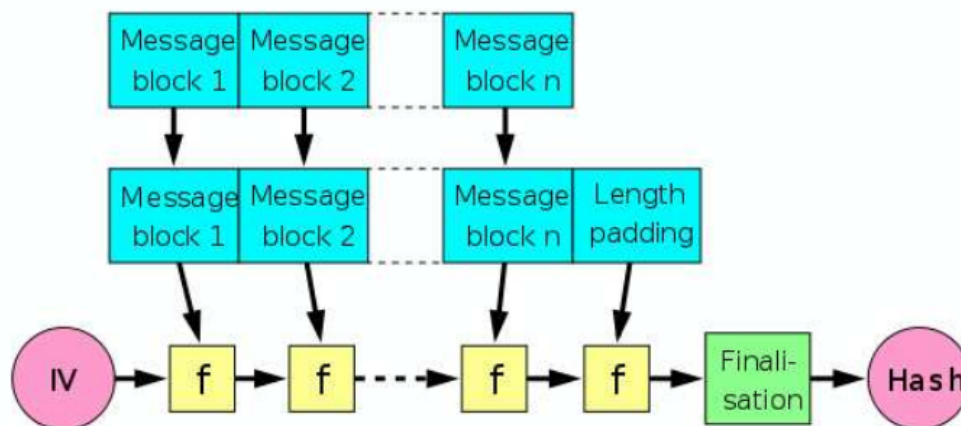 Message
block 1
Message
block 2
Message
block n
Message
block 1
Message
block 2
Message
block n
Length
padding
IV
f
f
f
f
Finali-
sation
Hash